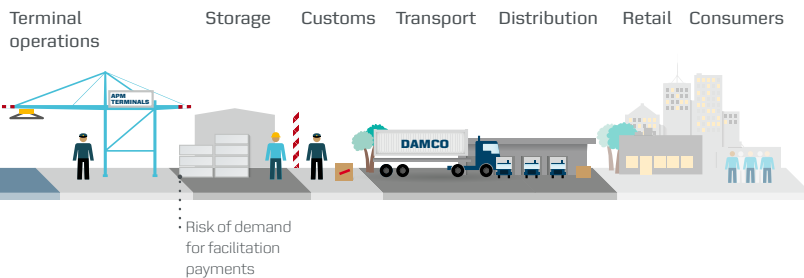 Terminal
operations
Storage
Customs
Transport
Distribution
Retail
Consumers
APM
TERMINALS
DAMCO
Risk of demand
for facilitation
payments